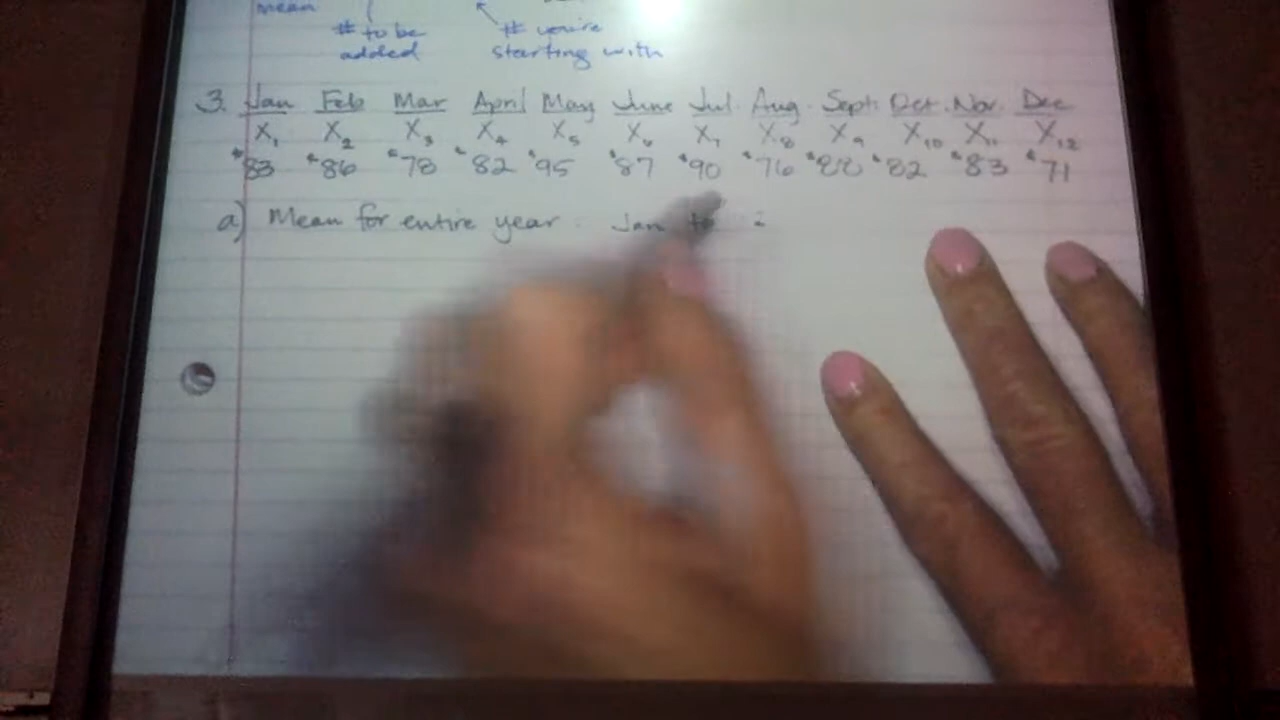 mean
# to be # you're
added starting with
3. Jan Feb Mar April May June Jul. Aug. Sept. Oct. Nov. Dec
X₁ X₂ X₃ X₄ X₅ X₆ X₇ X₈ X₉ X₁₀ X₁₁ X₁₂
$83 $86 $78 $82 $95 $87 $90 $76 $88 $82 $83 $71
a) Mean for entire year. Jan to